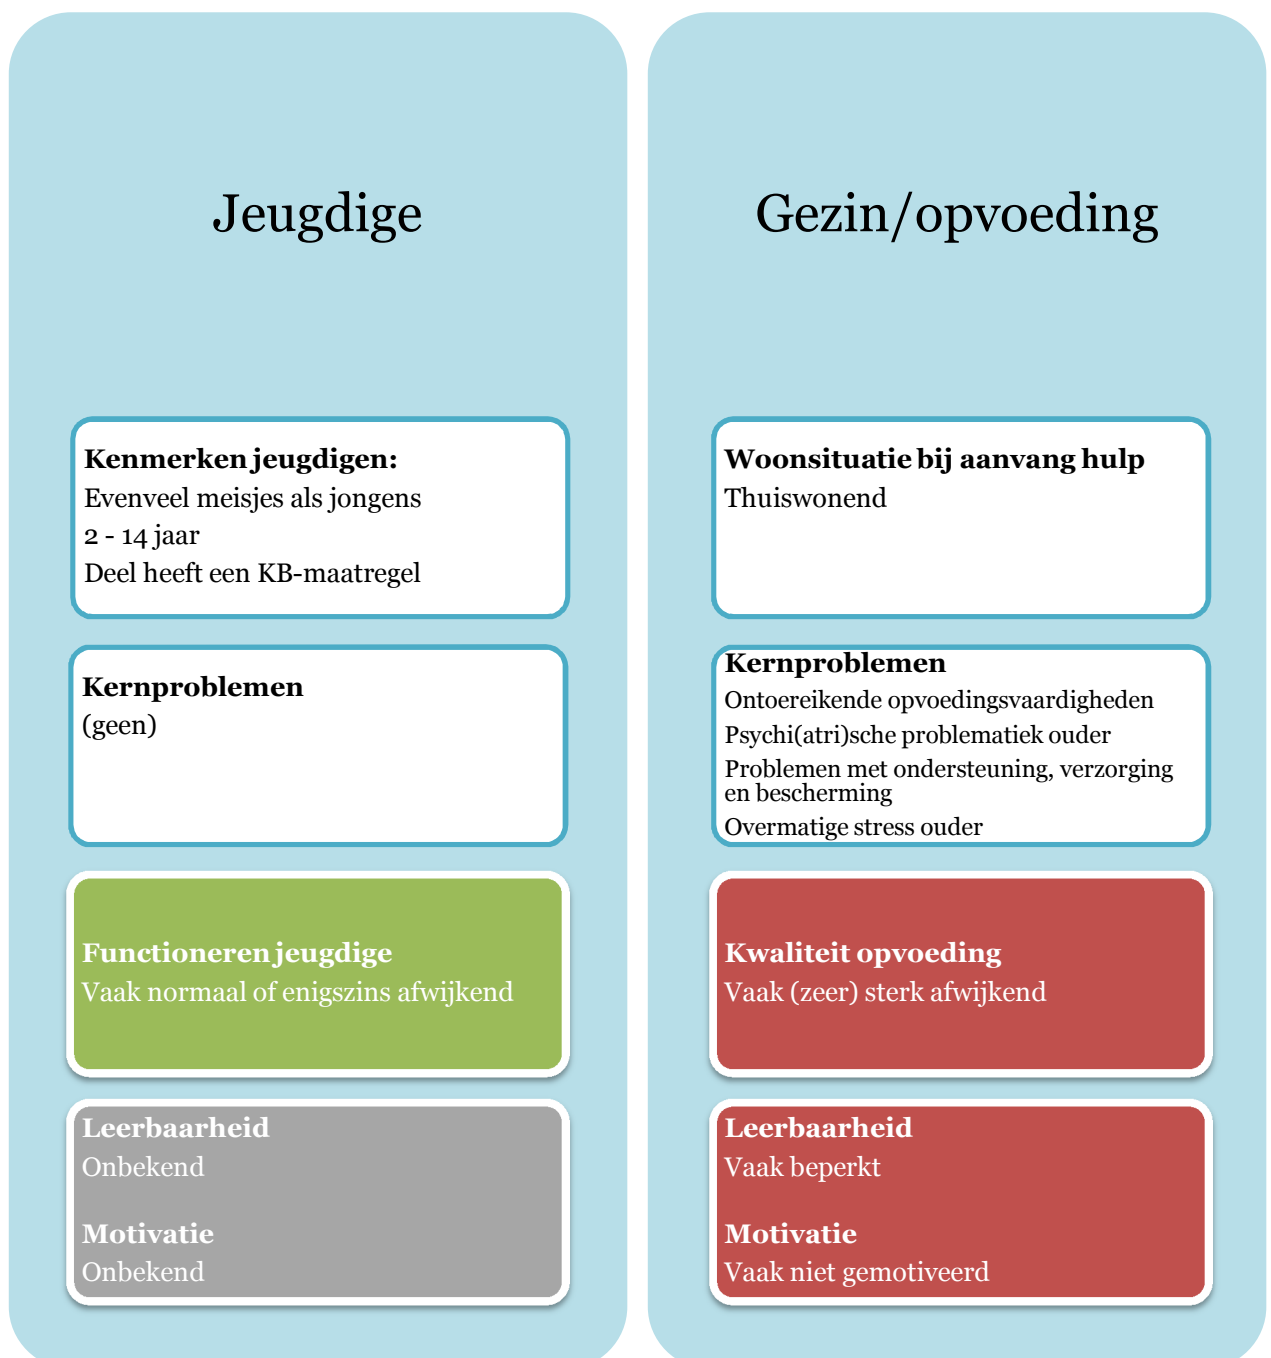 Jeugdige
Kenmerken jeugdigen:
Evenveel meisjes als jongens
2 - 14 jaar
Deel heeft een KB-maatregel
Kernproblemen
(geen)
Functioneren jeugdige
Vaak normaal of enigszins afwijkend
Leerbaarheid
Onbekend
Motivatie
Onbekend
Gezin/opvoeding
Woonsituatie bij aanvang hulp
Thuiswonend
Kernproblemen
Ontoereikende opvoedingsvaardigheden
Psychi(atri)sche problematiek ouder
Problemen met ondersteuning, verzorging
en bescherming
Overmatige stress ouder
Kwaliteit opvoeding
Vaak (zeer) sterk afwijkend
Leerbaarheid
Vaak beperkt
Motivatie
Vaak niet gemotiveerd